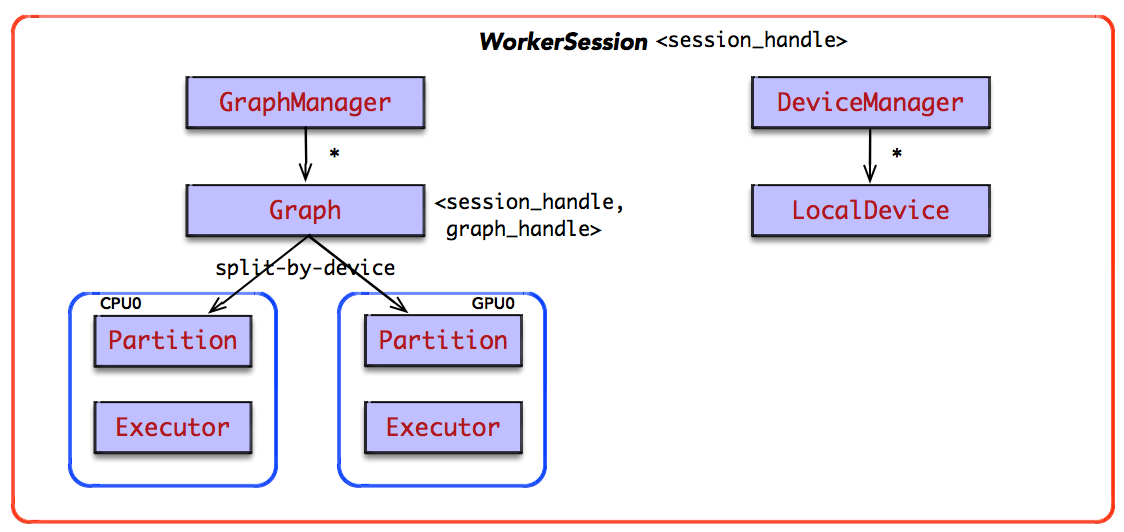 WorkerSession <session_handle>
GraphManager
DeviceManager
*
*
Graph
<session_handle,
graph_handle>
LocalDevice
split-by-device
CPU0
GPU0
Partition
Partition
Executor
Executor